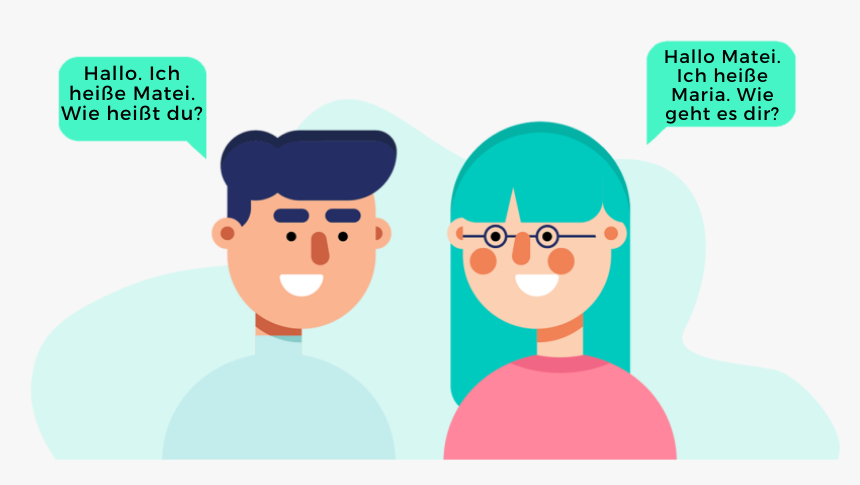 Hallo. Ich
heiße Matei.
Wie heißt du?
Hallo Matei.
Ich heiße
Maria. Wie
geht es dir?